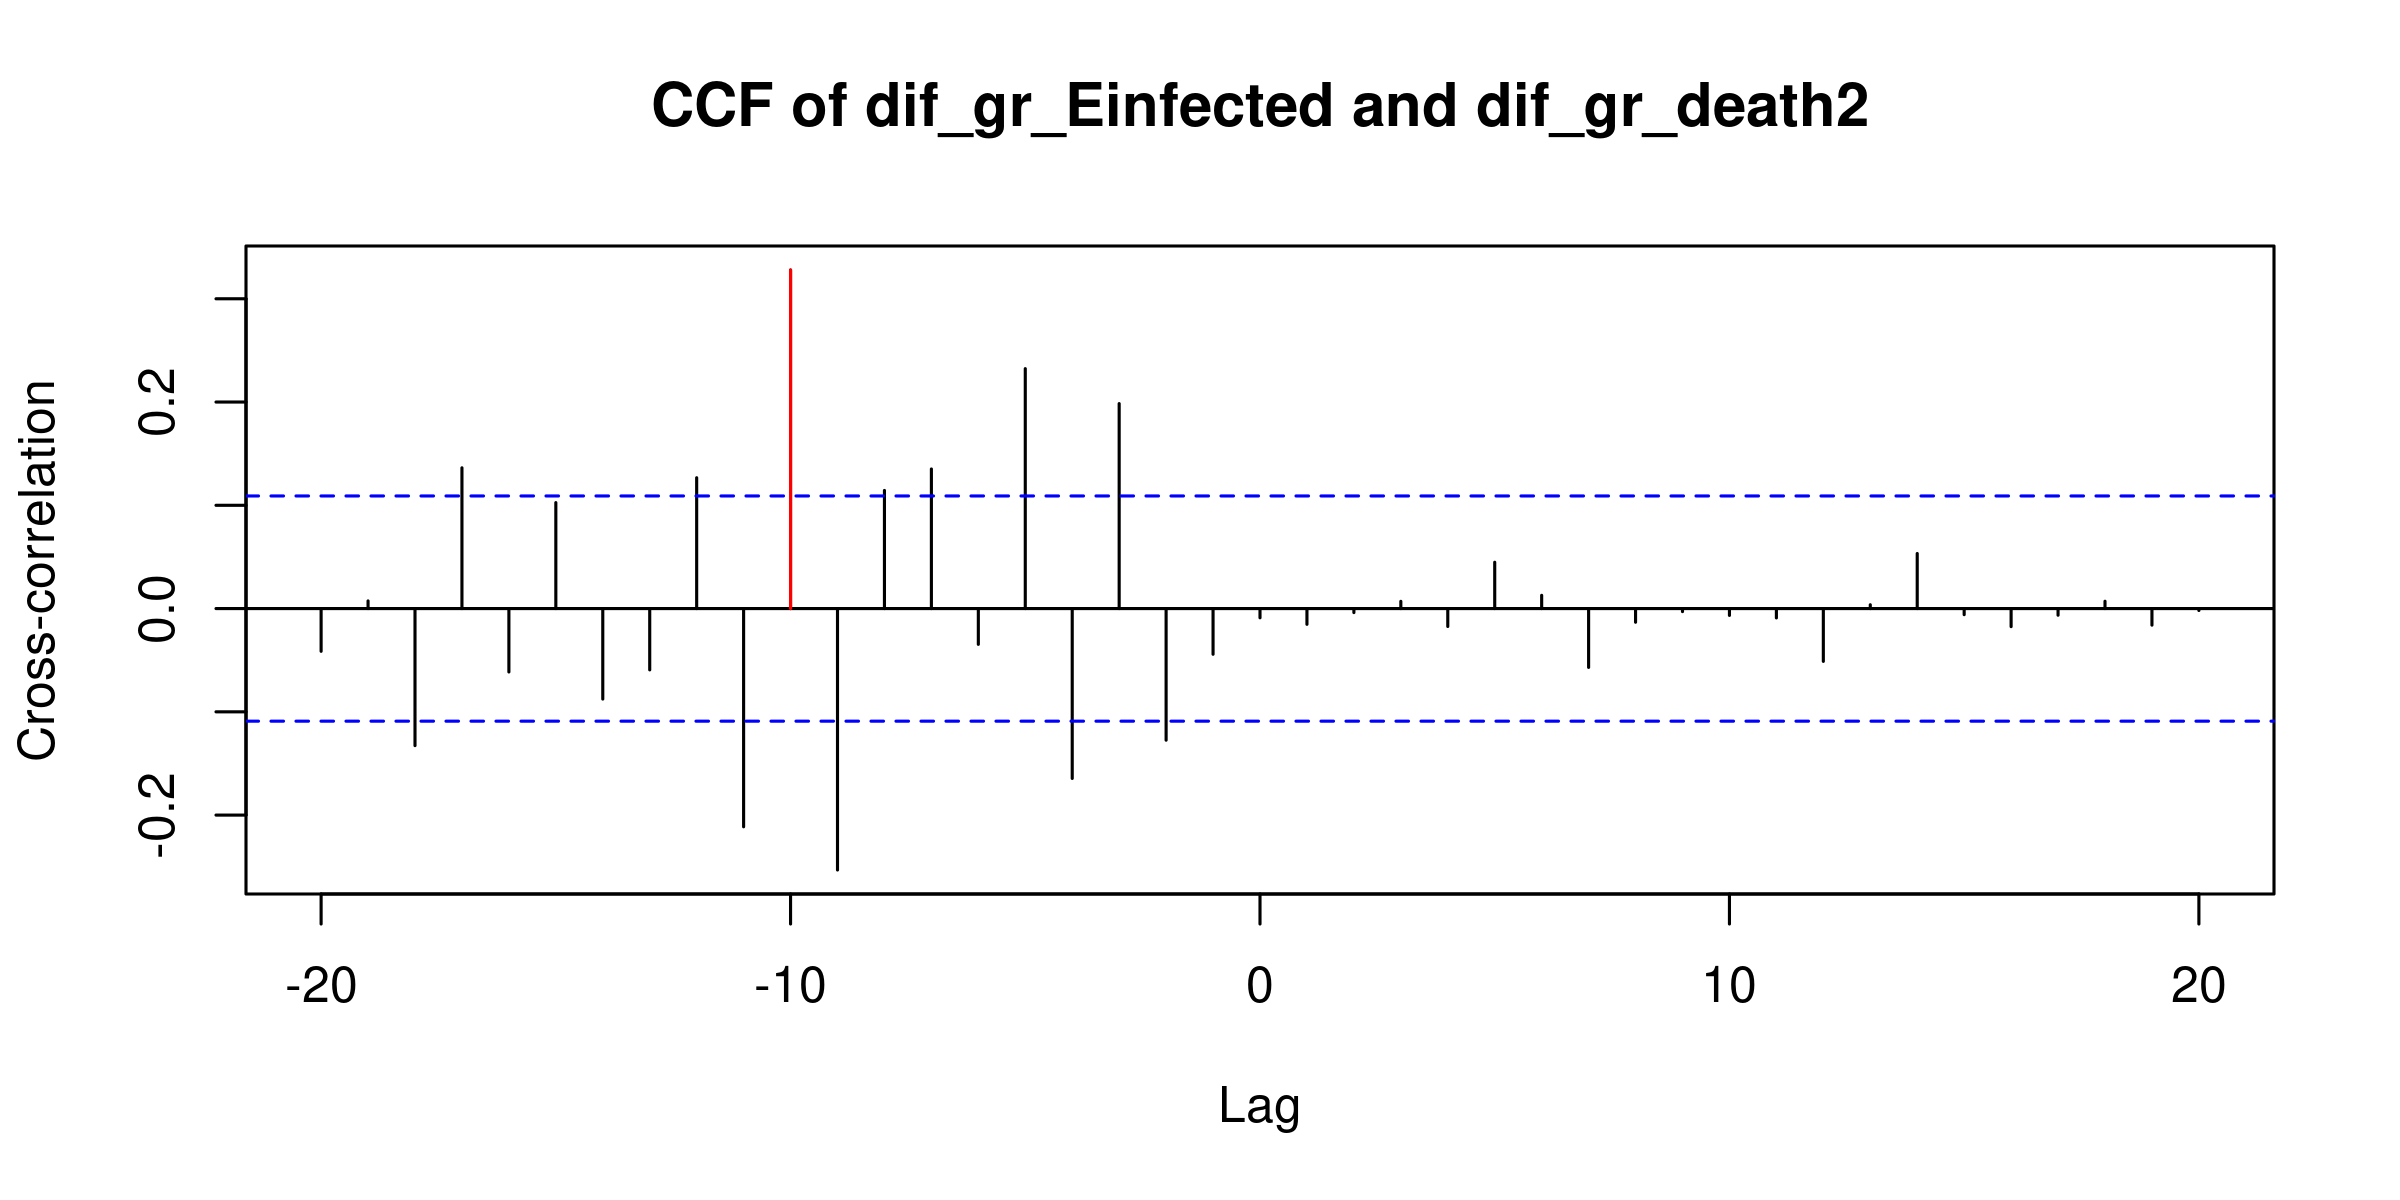 CCF of dif_gr_Einfected and dif_gr_death2
Cross-correlation
0.2
0.0
-0.2
-20 -10 0 10 20
Lag